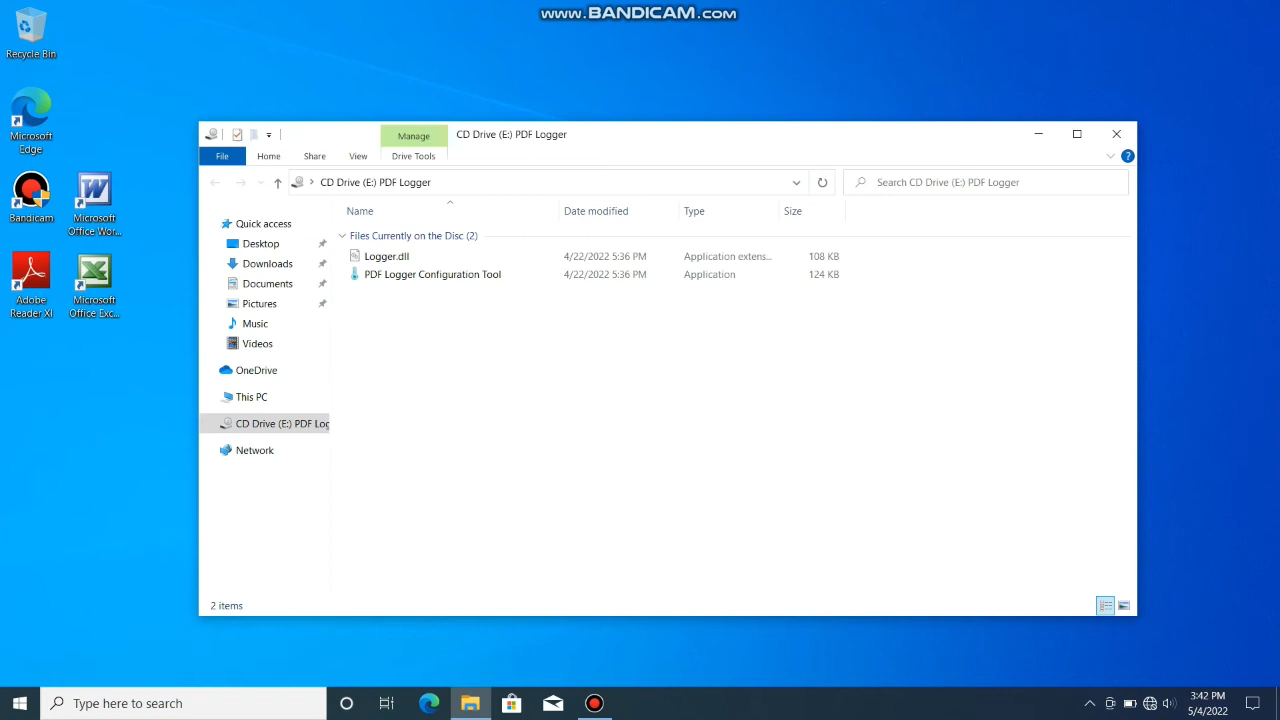 www.BANDICAM.com
Recycle Bin
Microsoft
Edge
Bandicam
Microsoft
Office Wor...
Adobe
Reader XI
Microsoft
Office Exc...
Manage
CD Drive (E:) PDF Logger
File
Home
Share
View
Drive Tools
CD Drive (E:) PDF Logger
Search CD Drive (E:) PDF Logger
Name
Date modified
Type
Size
Files Currently on the Disc (2)
Logger.dll
4/22/2022 5:36 PM
Application extens...
108 KB
PDF Logger Configuration Tool
4/22/2022 5:36 PM
Application
124 KB
Quick access
Desktop
Downloads
Documents
Pictures
Music
Videos
OneDrive
This PC
CD Drive (E:) PDF Log
Network
2 items
Type here to search
3:42 PM
5/4/2022